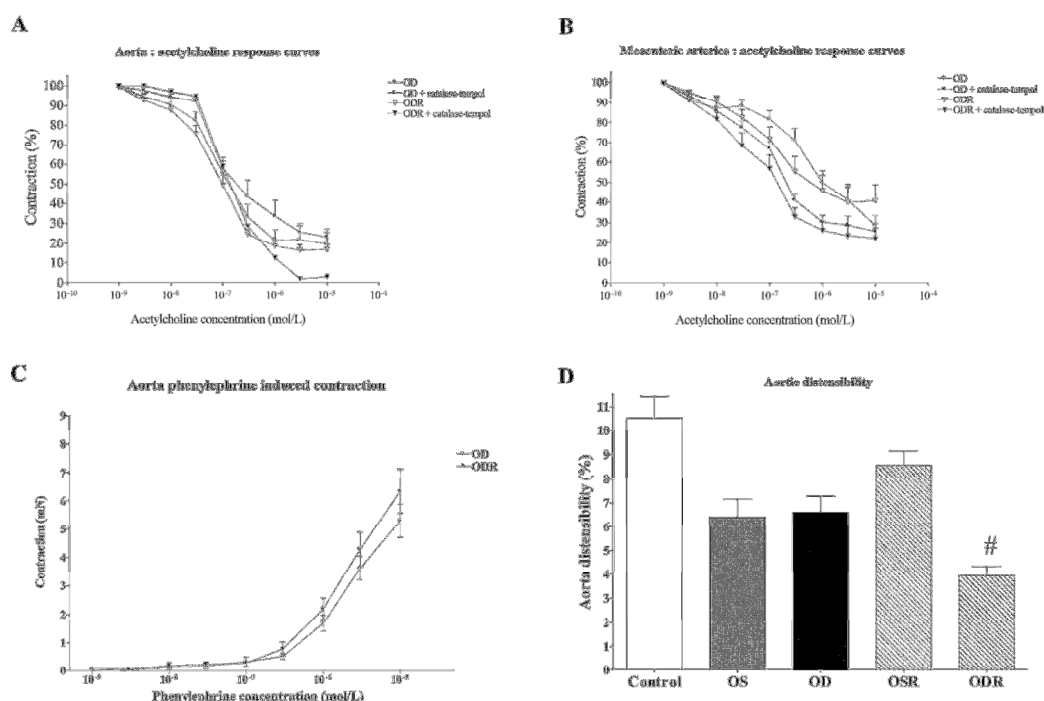 A
Aorta : acetylcholine response curves
OD
OD + catalase-tempol
ODR
ODR + catalase-tempol
100
90
80
70
60
50
40
30
20
10
0
Contraction (%)
10⁻¹⁰ 10⁻⁹ 10⁻⁸ 10⁻⁷ 10⁻⁶ 10⁻⁵ 10⁻⁴
Acetylcholine concentration (mol/L)
B
Mesenteric arteries : acetylcholine response curves
OD
OD + catalase-tempol
ODR
ODR + catalase-tempol
100
90
80
70
60
50
40
30
20
10
0
Contraction (%)
10⁻¹⁰ 10⁻⁹ 10⁻⁸ 10⁻⁷ 10⁻⁶ 10⁻⁵ 10⁻⁴
Acetylcholine concentration (mol/L)
C
Aorta phenylephrine induced contraction
OD
ODR
9
8
7
6
5
4
3
2
1
0
Contraction (mN)
Phenylephrine concentration (mol/L)
D
Aortic distensibility
11
10
9
8
7
6
5
4
3
2
1
0
Aorta distensibility (%)
#
Control OS OD OSR ODR